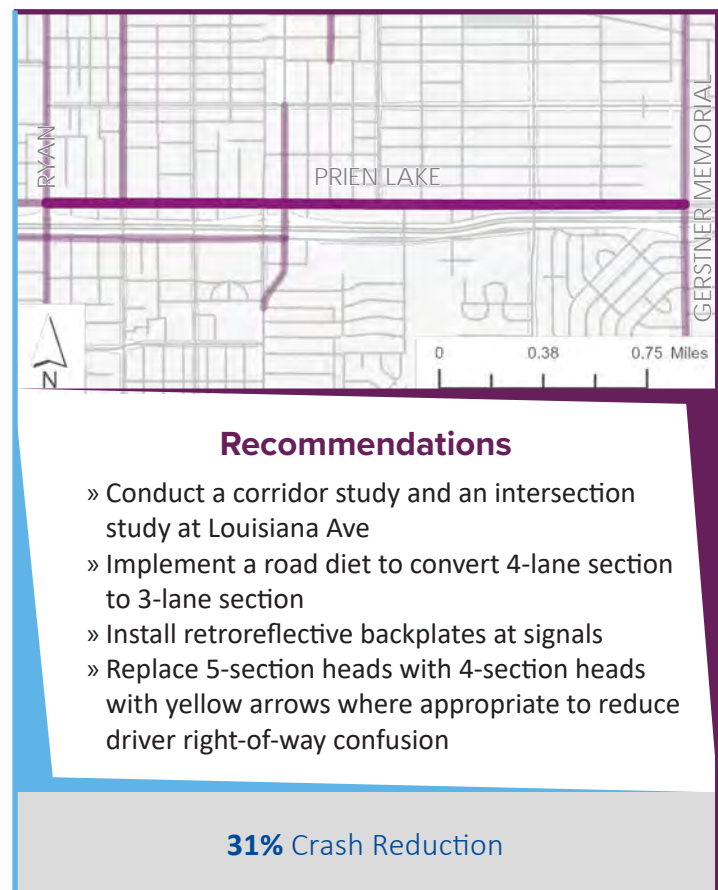 RYAN
PRIEN LAKE
GERSTNER MEMORIAL
0 0.38 0.75 Miles
N
Recommendations
» Conduct a corridor study and an intersection
study at Louisiana Ave
» Implement a road diet to convert 4-lane section
to 3-lane section
» Install retroreflective backplates at signals
» Replace 5-section heads with 4-section heads
with yellow arrows where appropriate to reduce
driver right-of-way confusion
31% Crash Reduction